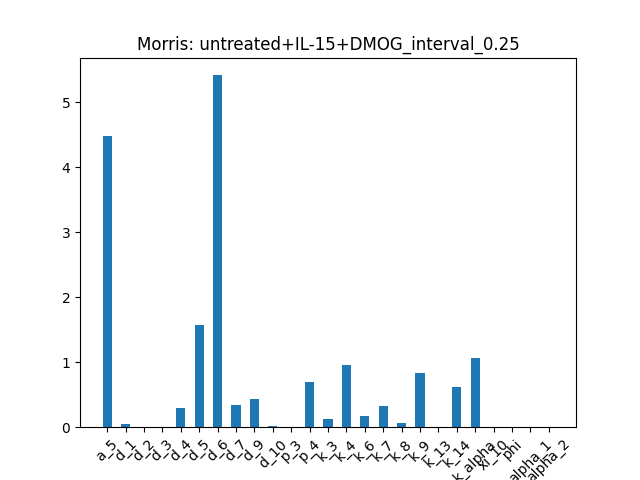 Morris: untreated+IL-15+DMOG_interval_0.25
5
4
3
2
1
0
a_5
d_1
d_2
d_3
d_4
d_5
d_6
d_7
d_9
d_10
p_3
p_4
k_3
k_4
k_6
k_7
k_8
k_9
k_13
k_14
k_alpha
xi_10
phi
alpha_1
alpha_2